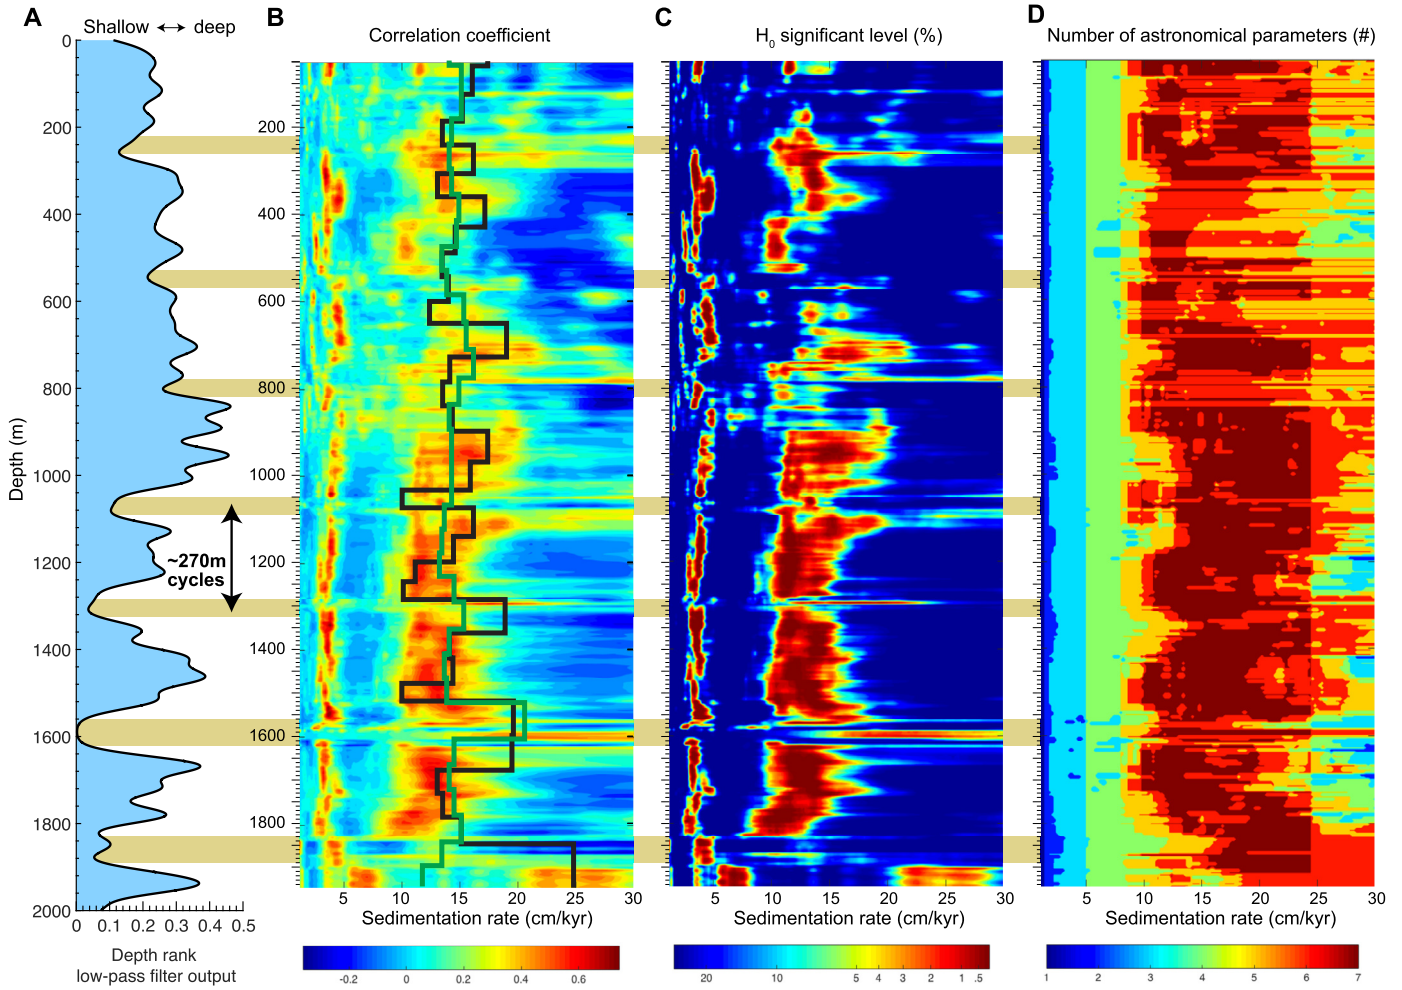 A
Shallow ↔ deep
Depth (m)
0
200
400
600
800
1000
1200
1400
1600
1800
2000
~270m
cycles
0 0.1 0.2 0.3 0.4 0.5
Depth rank
low-pass filter output
B
Correlation coefficient
200
400
600
800
1000
1200
1400
1600
1800
5 10 15 20 25 30
Sedimentation rate (cm/kyr)
-0.2 0 0.2 0.4 0.6
C
H0 significant level (%)
5 10 15 20 25 30
Sedimentation rate (cm/kyr)
20 10 5 4 3 2 1 .5
D
Number of astronomical parameters (#)
5 10 15 20 25 30
Sedimentation rate (cm/kyr)
1 2 3 4 5 6 7